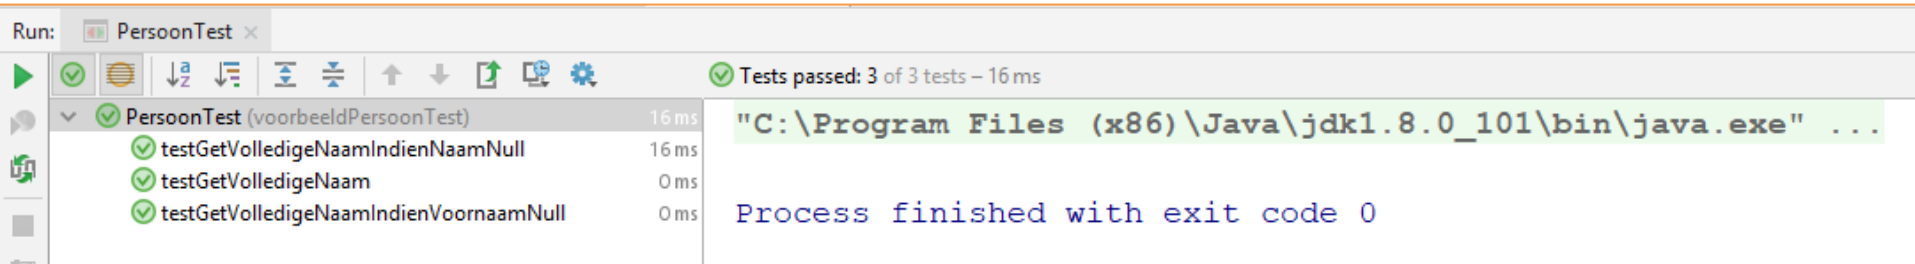 Run: PersoonTest
Tests passed: 3 of 3 tests – 16 ms
PersoonTest (voorbeeldPersoonTest) 16 ms
testGetVolledigeNaamIndienNaamNull 16 ms
testGetVolledigeNaam 0 ms
testGetVolledigeNaamIndienVoornaamNull 0 ms
"C:\Program Files (x86)\Java\jdk1.8.0_101\bin\java.exe" ...
Process finished with exit code 0